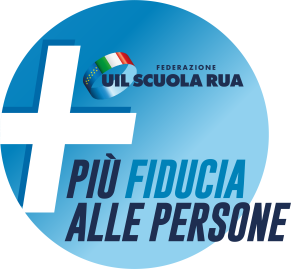 FEDERAZIONE
UIL SCUOLA RUA
PIÙ FIDUCIA
ALLE PERSONE